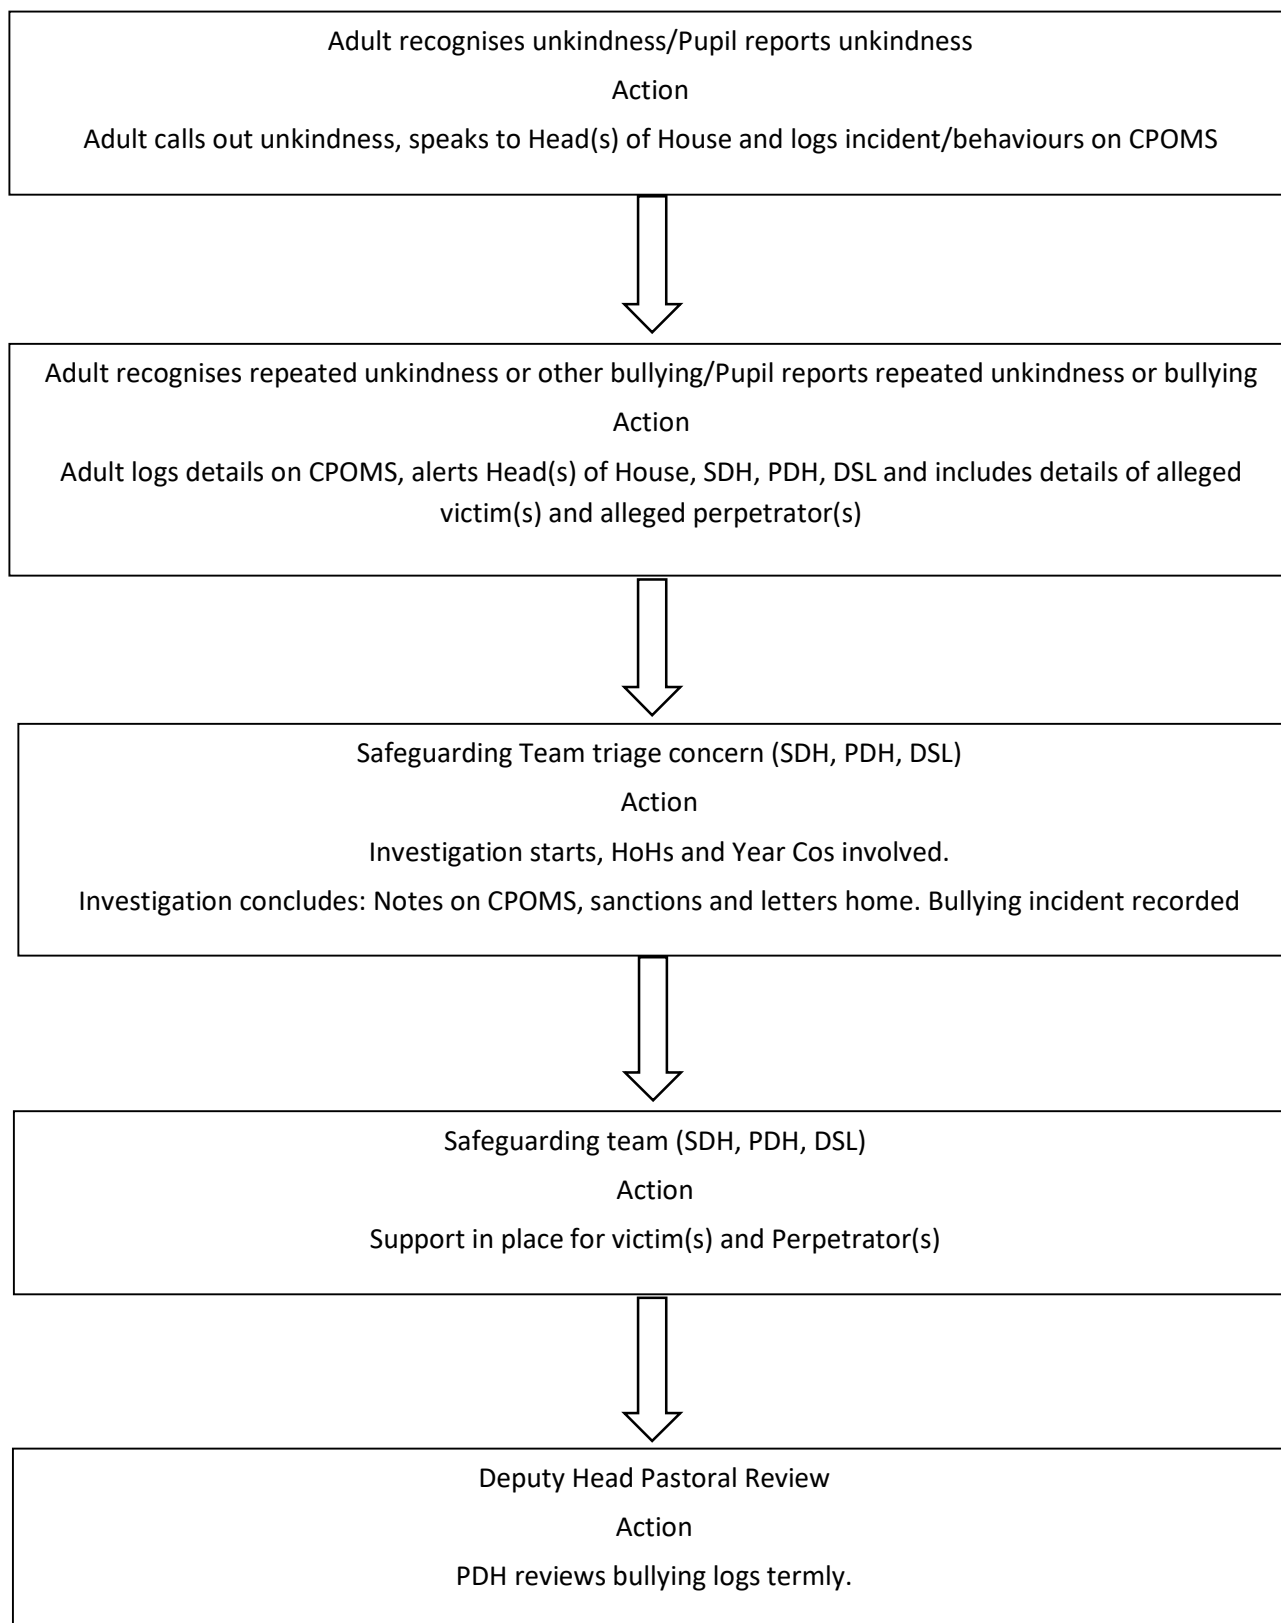 Adult recognises unkindness/Pupil reports unkindness
Action
Adult calls out unkindness, speaks to Head(s) of House and logs incident/behaviours on CPOMS
Adult recognises repeated unkindness or other bullying/Pupil reports repeated unkindness or bullying
Action
Adult logs details on CPOMS, alerts Head(s) of House, SDH, PDH, DSL and includes details of alleged
victim(s) and alleged perpetrator(s)
Safeguarding Team triage concern (SDH, PDH, DSL)
Action
Investigation starts, HoHs and Year Cos involved.
Investigation concludes: Notes on CPOMS, sanctions and letters home. Bullying incident recorded
Safeguarding team (SDH, PDH, DSL)
Action
Support in place for victim(s) and Perpetrator(s)
Deputy Head Pastoral Review
Action
PDH reviews bullying logs termly.